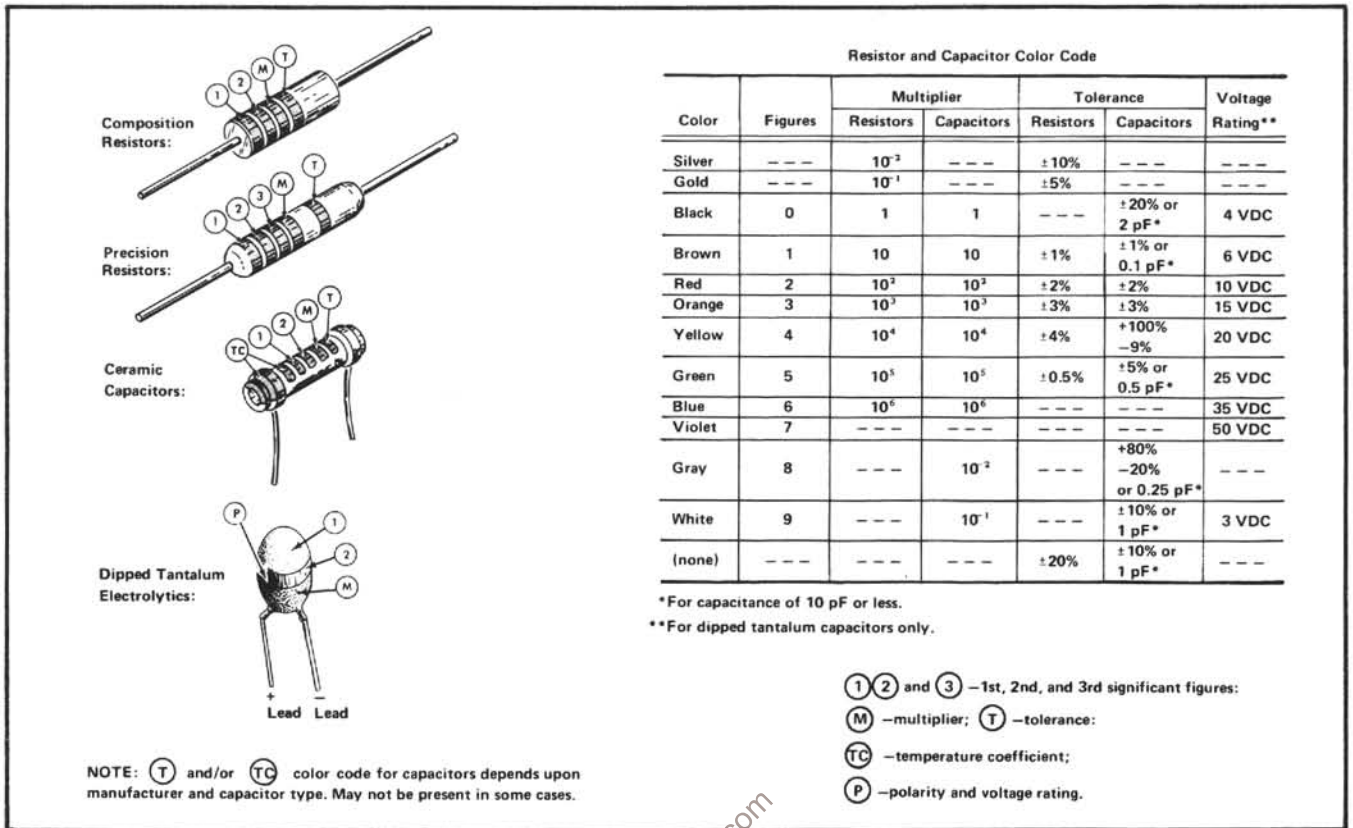 Composition
Resistors:
1 2 M T
Precision
Resistors:
1 2 3 M T
Ceramic
Capacitors:
TC 1 2 M T
Dipped Tantalum
Electrolytics:
P 1 2 M
+ −
Lead Lead
NOTE: T and/or TC color code for capacitors depends upon
manufacturer and capacitor type. May not be present in some cases.
Resistor and Capacitor Color Code
Color Figures Multiplier Tolerance Voltage Rating**
Resistors Capacitors Resistors Capacitors
Silver − − − 10⁻² − − − ±10% − − − − − −
Gold − − − 10⁻¹ − − − ±5% − − − − − −
Black 0 1 1 − − − ±20% or 2 pF* 4 VDC
Brown 1 10 10 ±1% ±1% or 0.1 pF* 6 VDC
Red 2 10² 10² ±2% ±2% 10 VDC
Orange 3 10³ 10³ ±3% ±3% 15 VDC
Yellow 4 10⁴ 10⁴ ±4% +100% −9% 20 VDC
Green 5 10⁵ 10⁵ ±0.5% ±5% or 0.5 pF* 25 VDC
Blue 6 10⁶ 10⁶ − − − − − − 35 VDC
Violet 7 − − − − − − − − − − − − 50 VDC
Gray 8 − − − 10⁻² − − − +80% −20% or 0.25 pF* − − −
White 9 − − − 10⁻¹ − − − ±10% or 1 pF* 3 VDC
(none) − − − − − − − − − ±20% ±10% or 1 pF* − − −
*For capacitance of 10 pF or less.
**For dipped tantalum capacitors only.
1 2 and 3 −1st, 2nd, and 3rd significant figures:
M −multiplier; T −tolerance:
TC −temperature coefficient;
P −polarity and voltage rating.
com